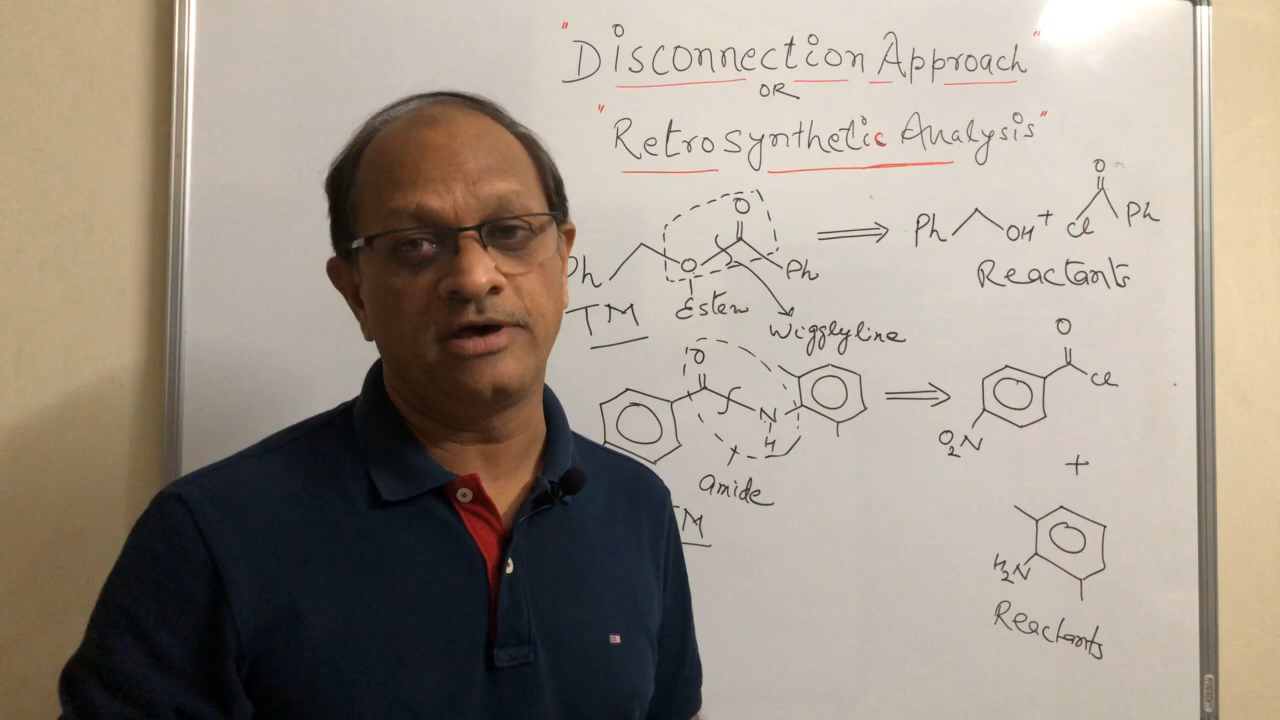 "Disconnection Approach"
OR
"Retrosynthetic Analysis"
O
Ph O Ph
Ester
TM
Wigglyline
Ph OH + Cl O Ph
Reactants
O
N
H
amide
TM
O
Cl
O2N
+
H2N
Reactants